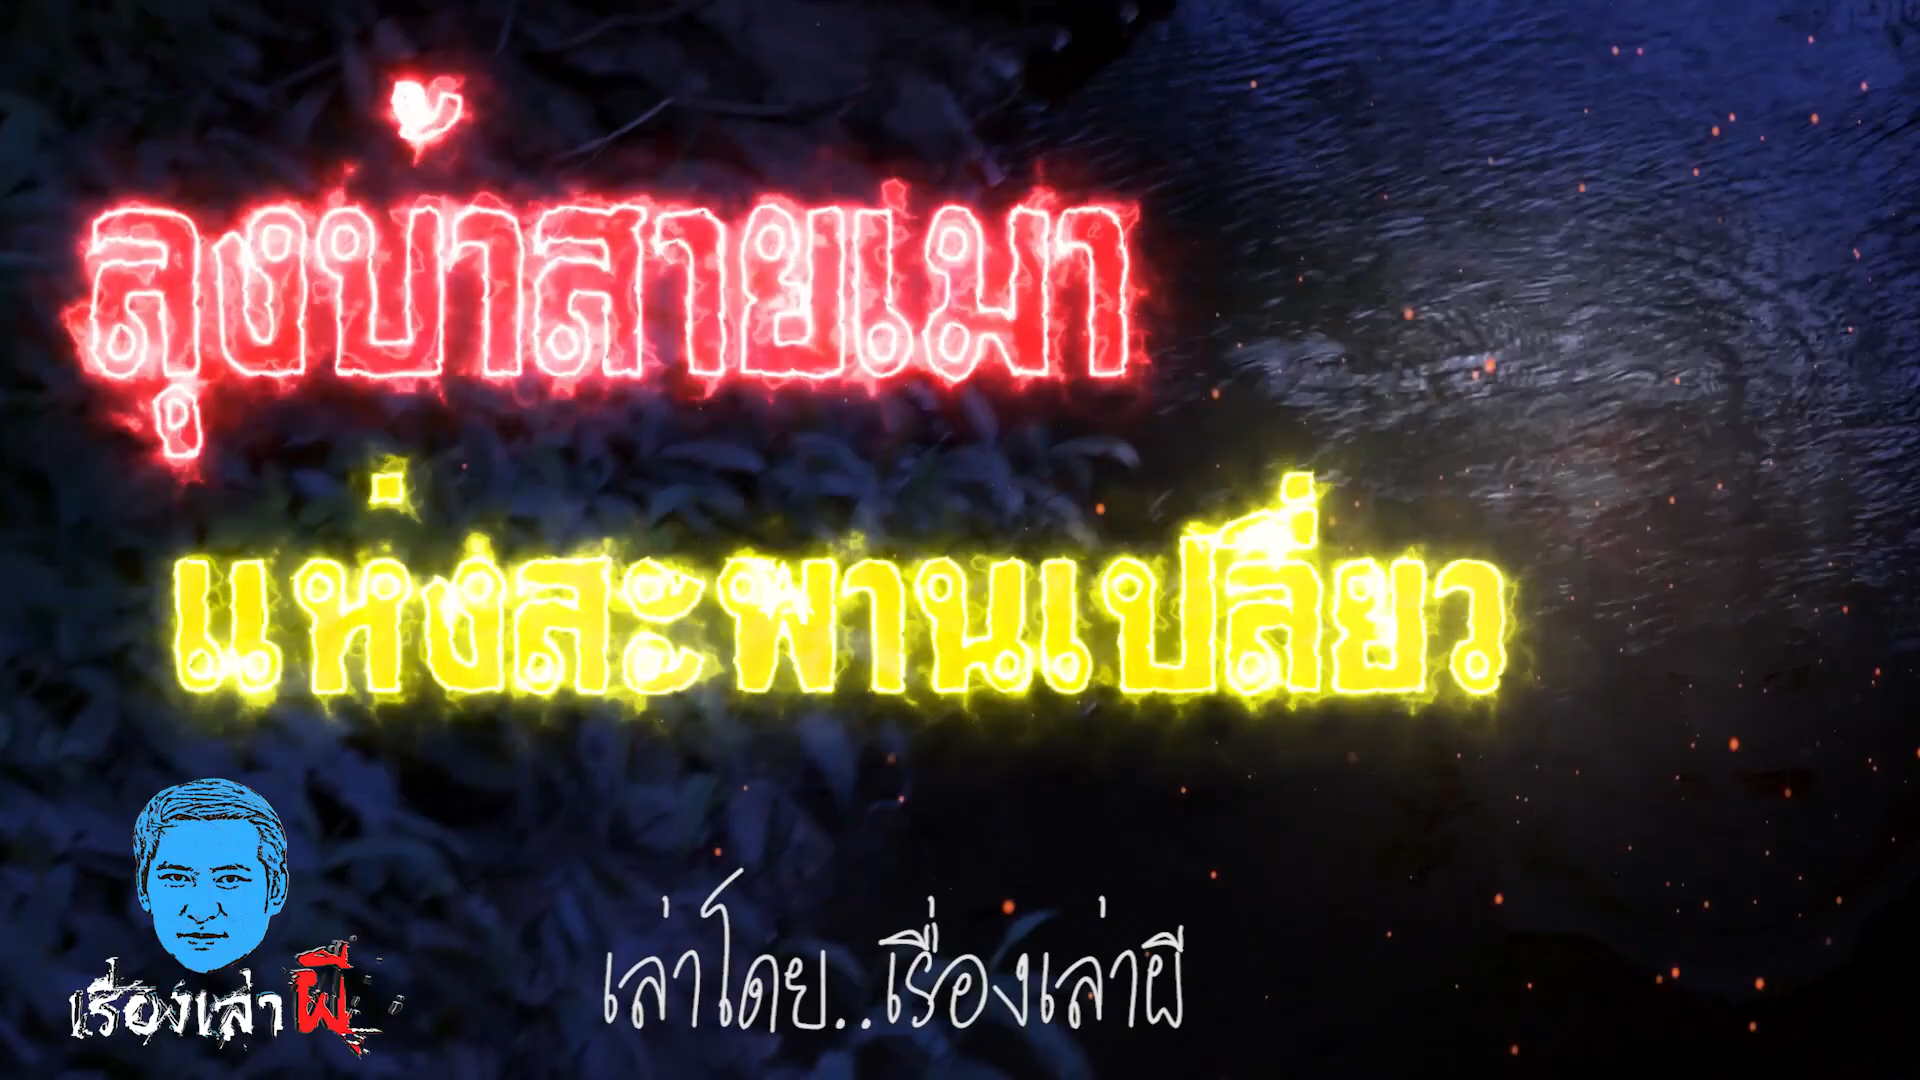 ลุงบ๋าสายเมา
แห่งสะพานเปลี่ยว
เล่าโดย..เรื่องเล่าผี
เรื่องเล่าผี